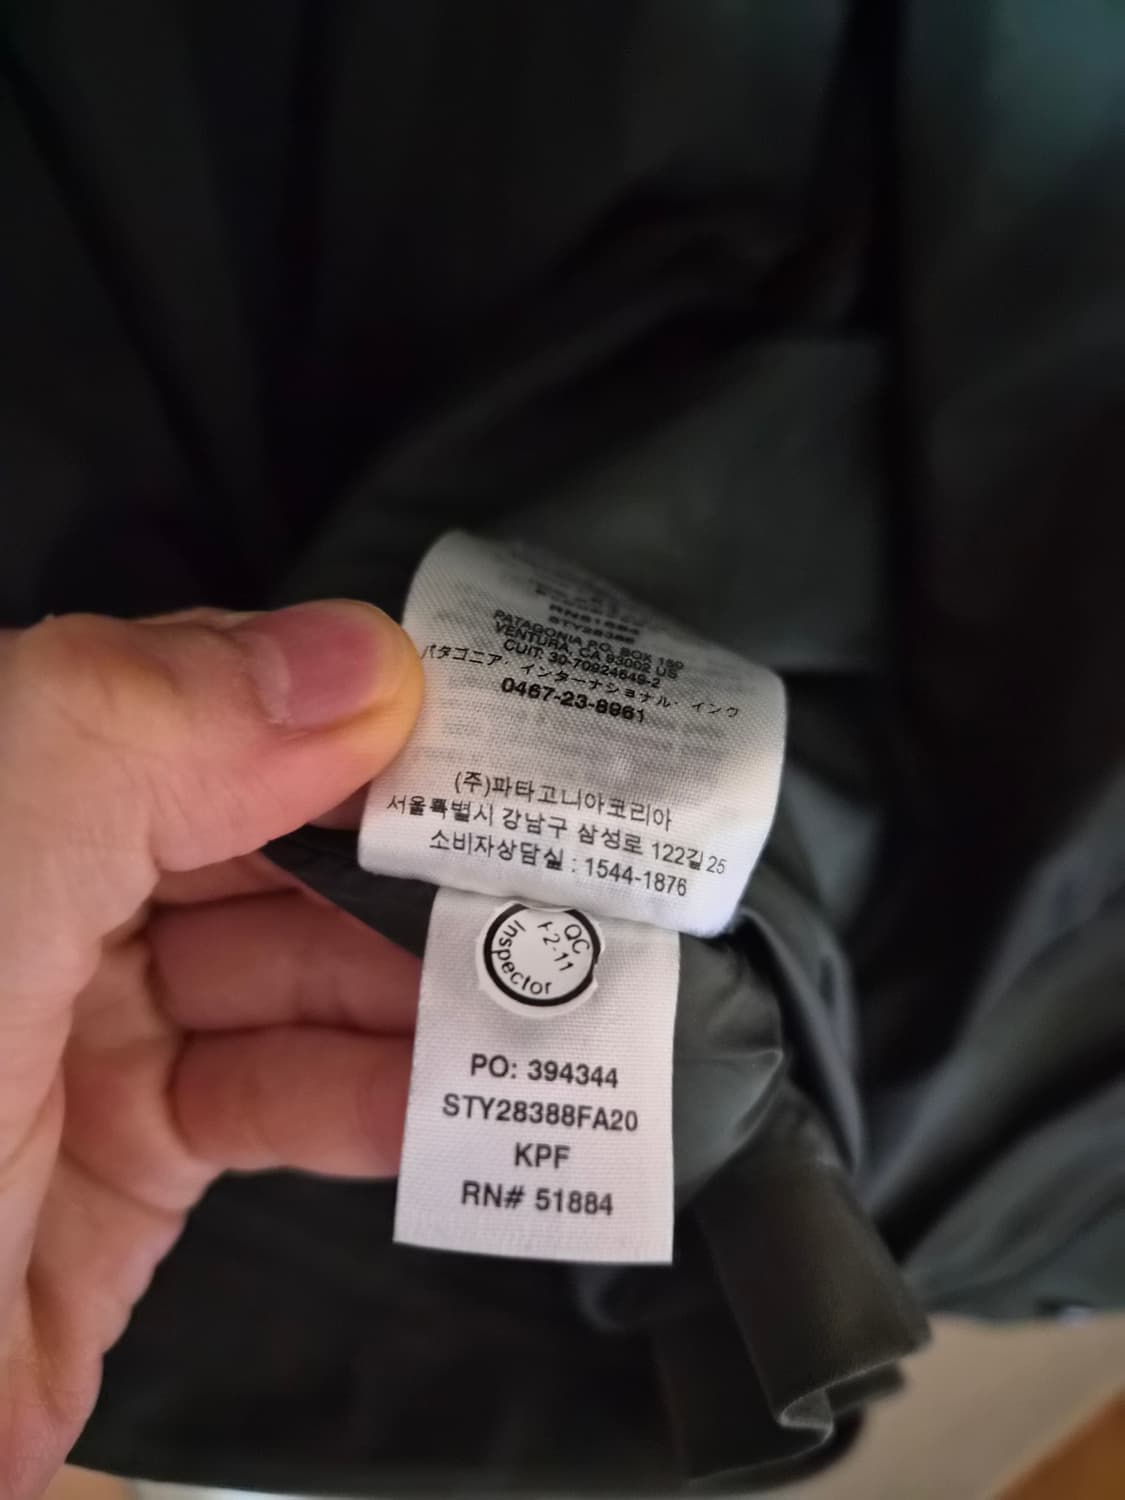 RN51884
STY28388
PATAGONIA P.O. BOX 150
VENTURA, CA 93002 US
CUIT: 30-70924649-2
パタゴニア・インターナショナル・インク
0467-23-8961
(주)파타고니아코리아
서울특별시 강남구 삼성로 122길 25
소비자상담실 : 1544-1876
QC
Inspector
PO: 394344
STY28388FA20
KPF
RN# 51884